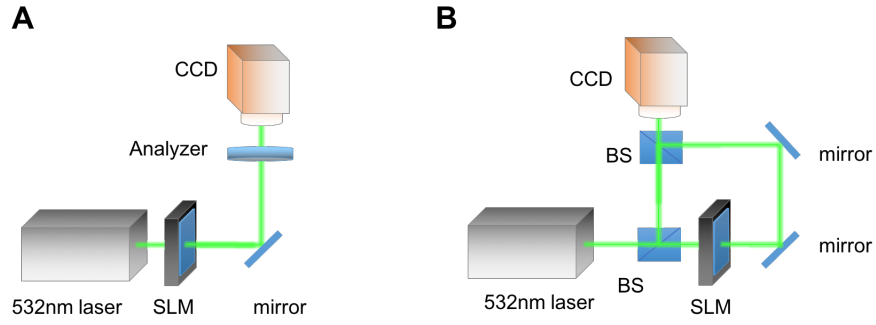 A
CCD
Analyzer
532nm laser
SLM
mirror
B
CCD
BS
mirror
mirror
BS
532nm laser
SLM